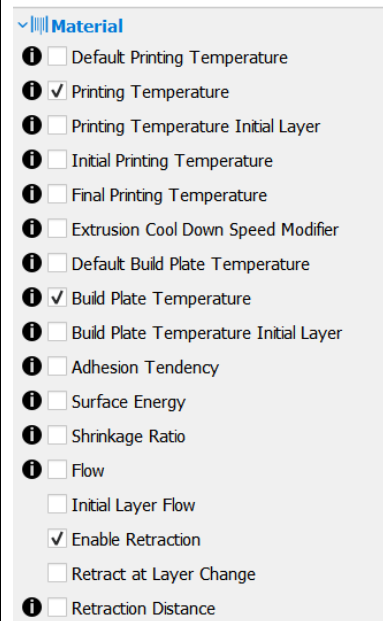 Material
Default Printing Temperature
Printing Temperature
Printing Temperature Initial Layer
Initial Printing Temperature
Final Printing Temperature
Extrusion Cool Down Speed Modifier
Default Build Plate Temperature
Build Plate Temperature
Build Plate Temperature Initial Layer
Adhesion Tendency
Surface Energy
Shrinkage Ratio
Flow
Initial Layer Flow
Enable Retraction
Retract at Layer Change
Retraction Distance